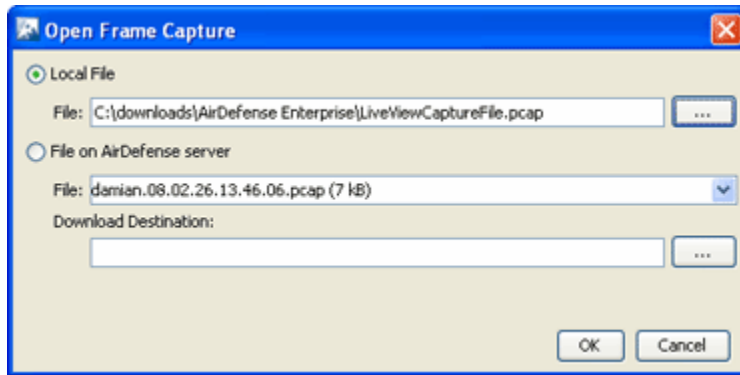 Open Frame Capture
Local File
File: C:\downloads\AirDefense Enterprise\LiveViewCaptureFile.pcap ...
File on AirDefense server
File: damian.08.02.26.13.46.06.pcap (7 kB)
Download Destination:
...
OK Cancel